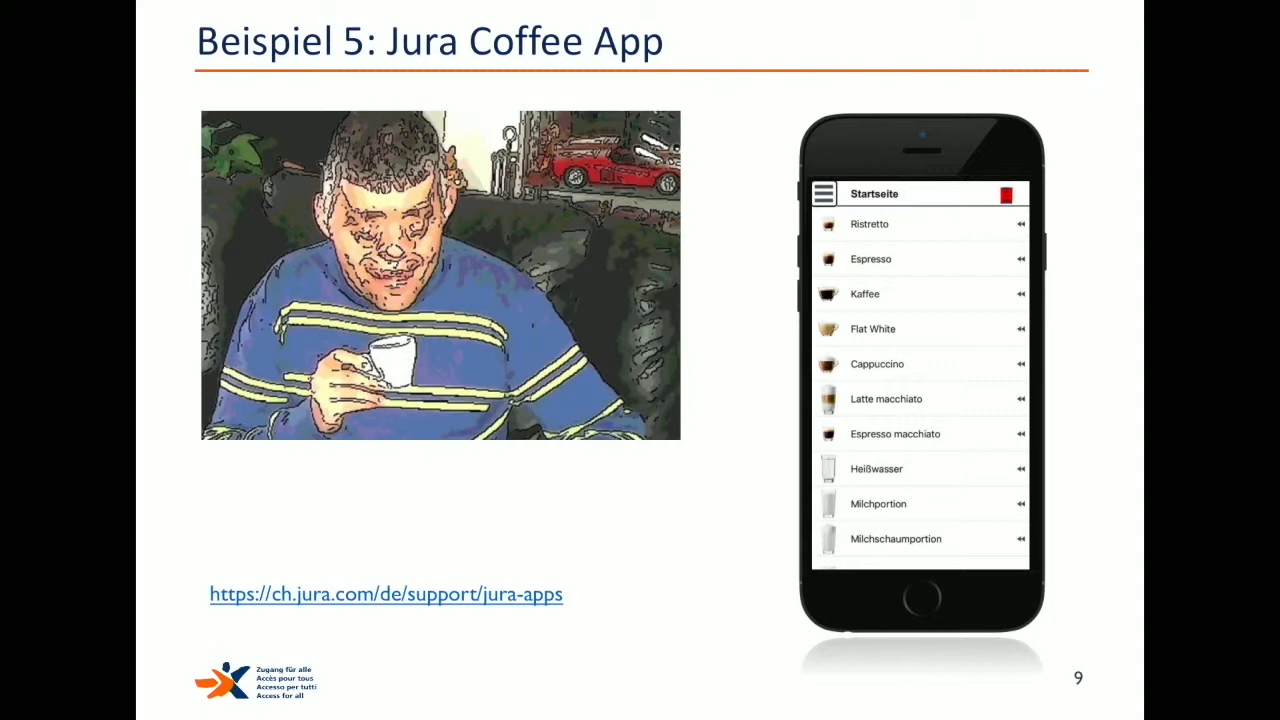 Beispiel 5: Jura Coffee App
Startseite
Ristretto
Espresso
Kaffee
Flat White
Cappuccino
Latte macchiato
Espresso macchiato
Heißwasser
Milchportion
Milchschaumportion
https://ch.jura.com/de/support/jura-apps
Zugang für alle
Accès pour tous
Accesso per tutti
Access for all
9